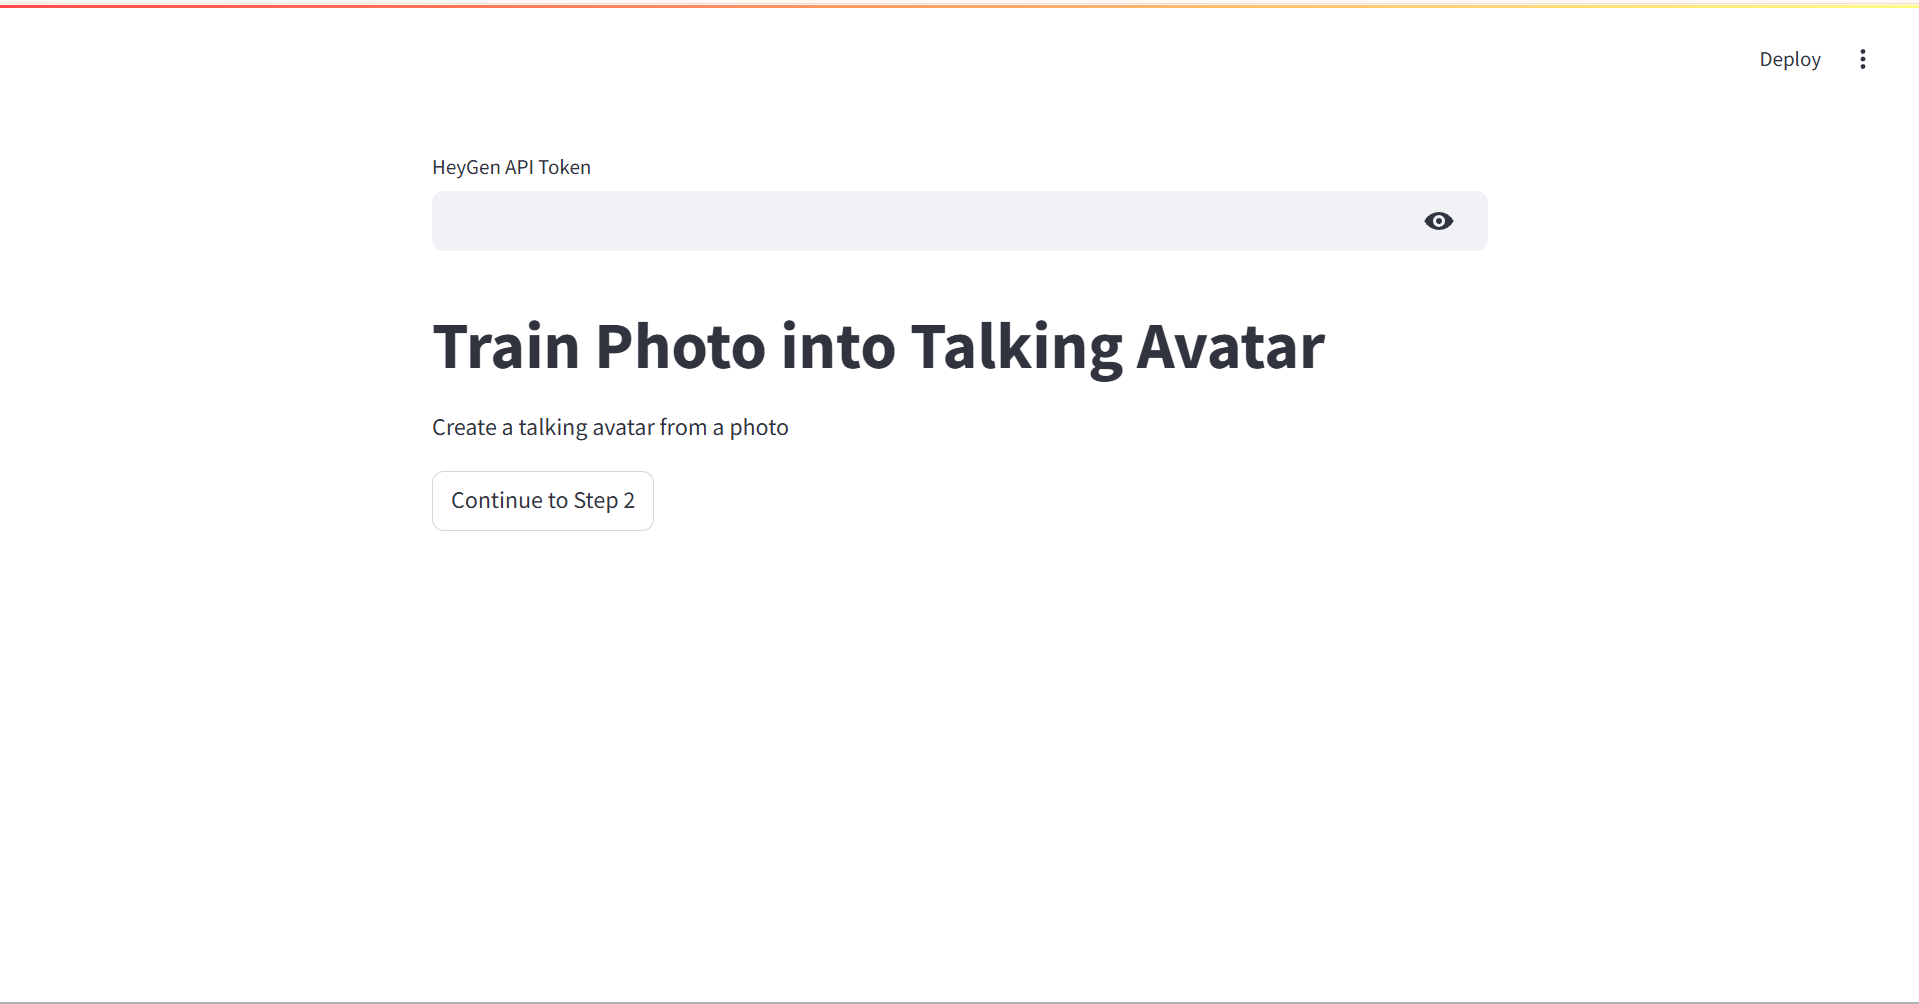 Deploy
HeyGen API Token
Train Photo into Talking Avatar
Create a talking avatar from a photo
Continue to Step 2